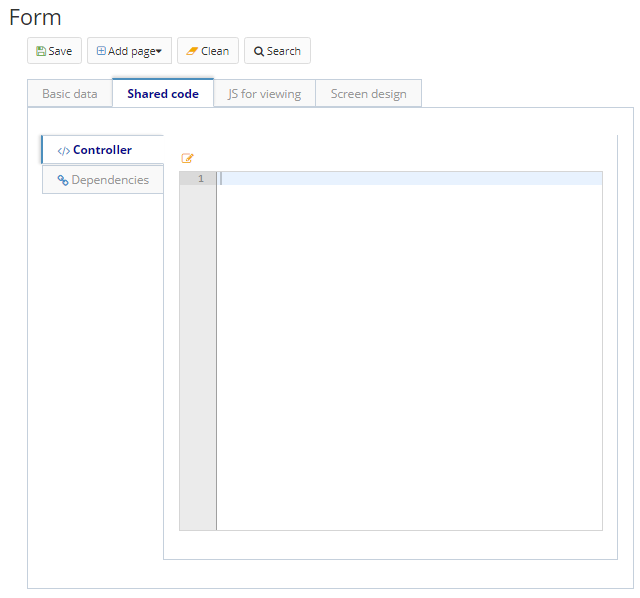 Form
Save Add page Clean Search
Basic data Shared code JS for viewing Screen design
</> Controller
Dependencies
1